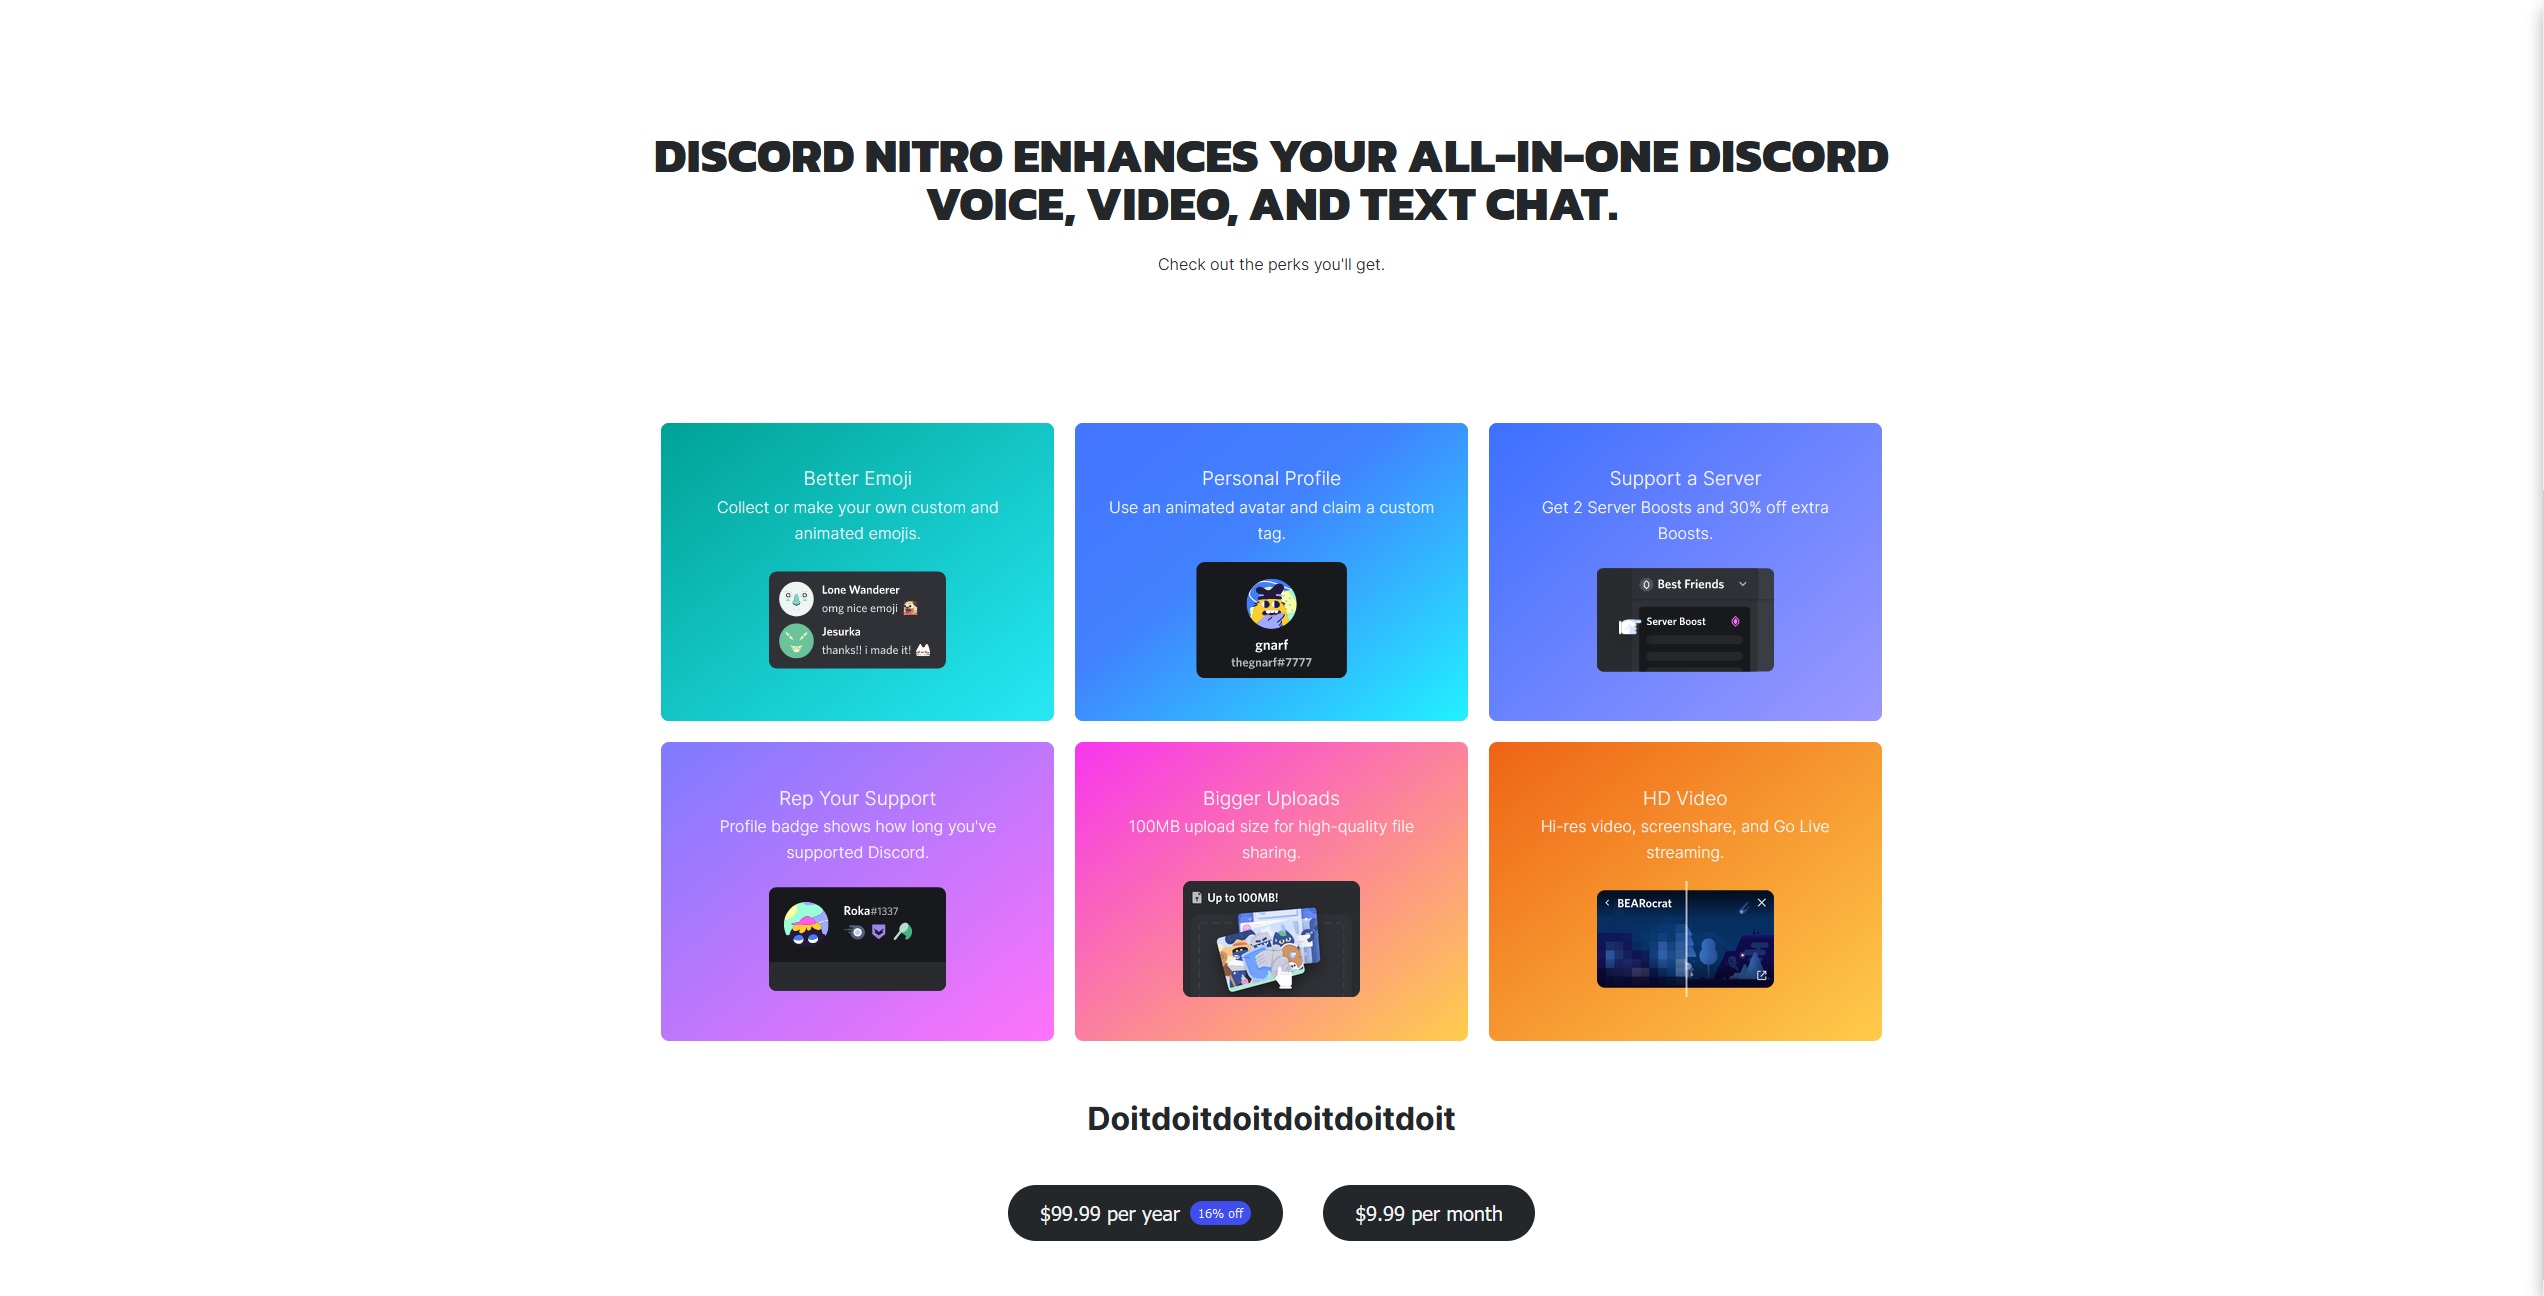 DISCORD NITRO ENHANCES YOUR ALL-IN-ONE DISCORD
VOICE, VIDEO, AND TEXT CHAT.
Check out the perks you'll get.
Better Emoji
Collect or make your own custom and
animated emojis.
Lone Wanderer
omg nice emoji
Jesurka
thanks!! i made it!
Personal Profile
Use an animated avatar and claim a custom
tag.
gnarf
thegnarf#7777
Support a Server
Get 2 Server Boosts and 30% off extra
Boosts.
Best Friends
Server Boost
Rep Your Support
Profile badge shows how long you've
supported Discord.
Roka#1337
Bigger Uploads
100MB upload size for high-quality file
sharing.
Up to 100MB!
HD Video
Hi-res video, screenshare, and Go Live
streaming.
BEARocrat
Doitdoitdoitdoitdoitdoit
$99.99 per year 16% off
$9.99 per month